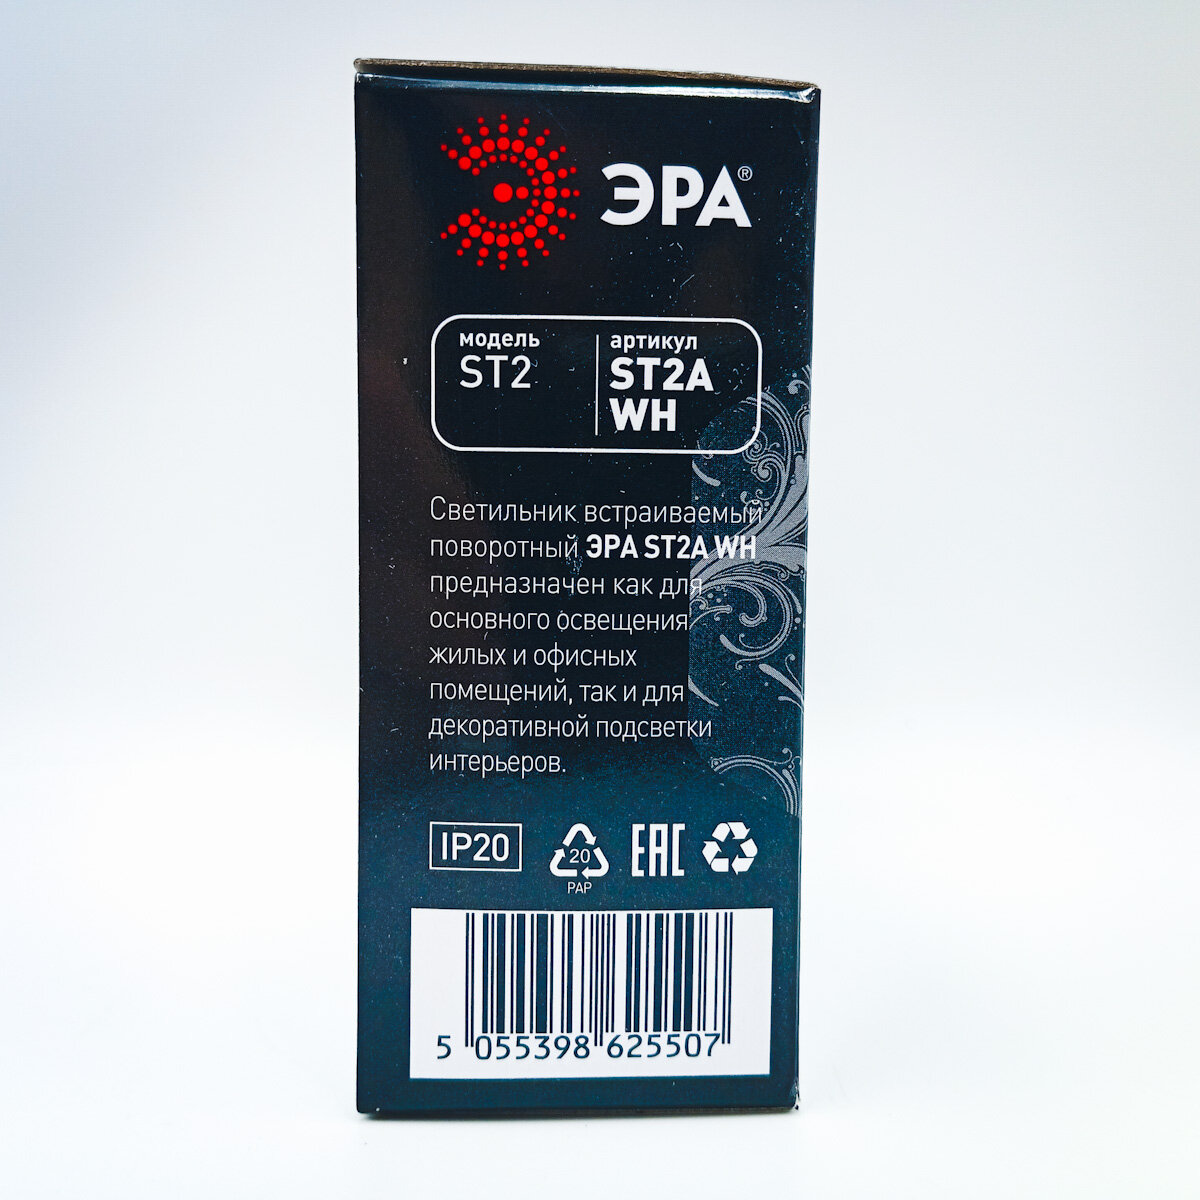 ЭРА®
модель
ST2
артикул
ST2A
WH
Светильник встраиваемый
поворотный ЭРА ST2A WH
предназначен как для
основного освещения
жилых и офисных
помещений, так и для
декоративной подсветки
интерьеров.
IP20
20
PAP
EAC
5 055398 625507